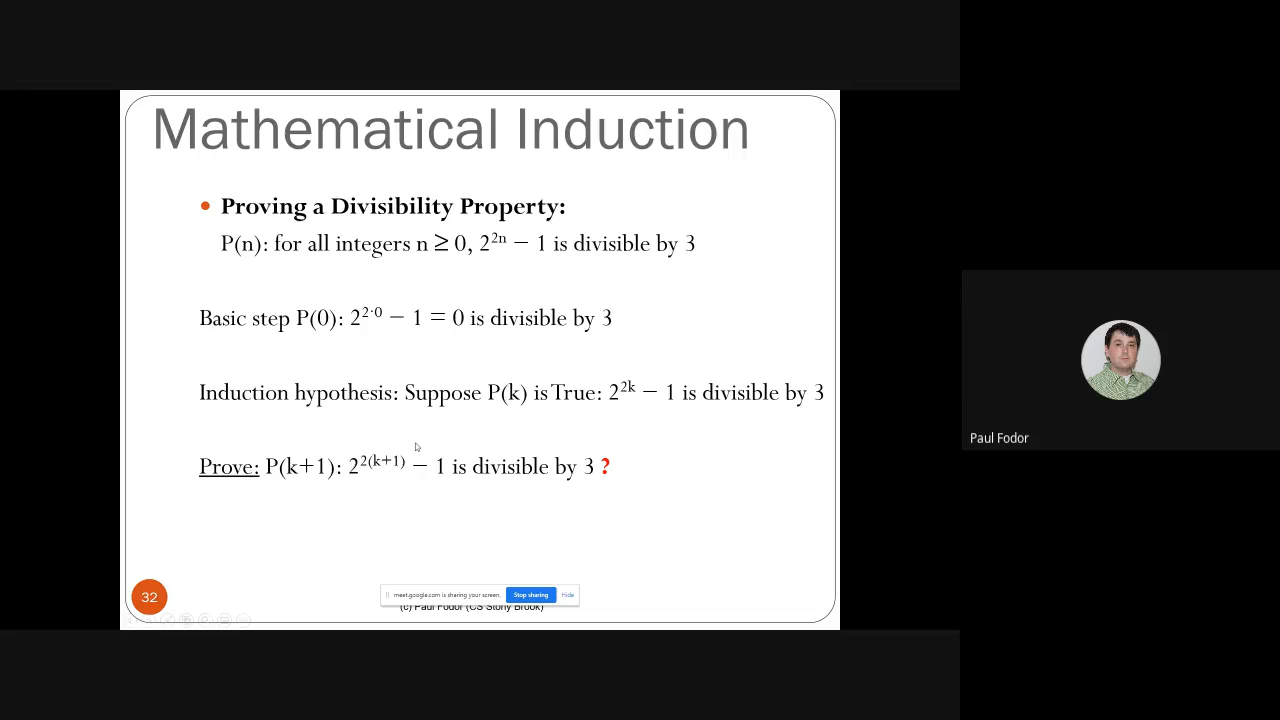 Mathematical Induction
• Proving a Divisibility Property:
P(n): for all integers n ≥ 0, 2²ⁿ − 1 is divisible by 3
Basic step P(0): 2²·⁰ − 1 = 0 is divisible by 3
Induction hypothesis: Suppose P(k) is True: 2²ᵏ − 1 is divisible by 3
Prove: P(k+1): 2²⁽ᵏ⁺¹⁾ − 1 is divisible by 3 ?
Paul Fodor
meet.google.com is sharing your screen. Stop sharing Hide
32
(c) Paul Fodor (CS Stony Brook)